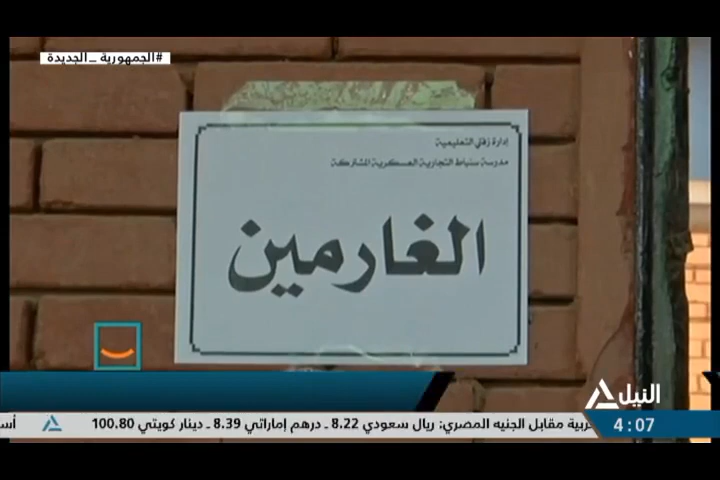 #الجمهورية_الجديدة
إدارة زفتى التعليمية
مدرسة سنباط التجارية العسكرية المشتركة
الغارمين
النيل
4:07
ربية مقابل الجنيه المصري: ريال سعودي 8.22 ـ درهم إماراتي 8.39 ـ دينار كويتي 100.80
أس